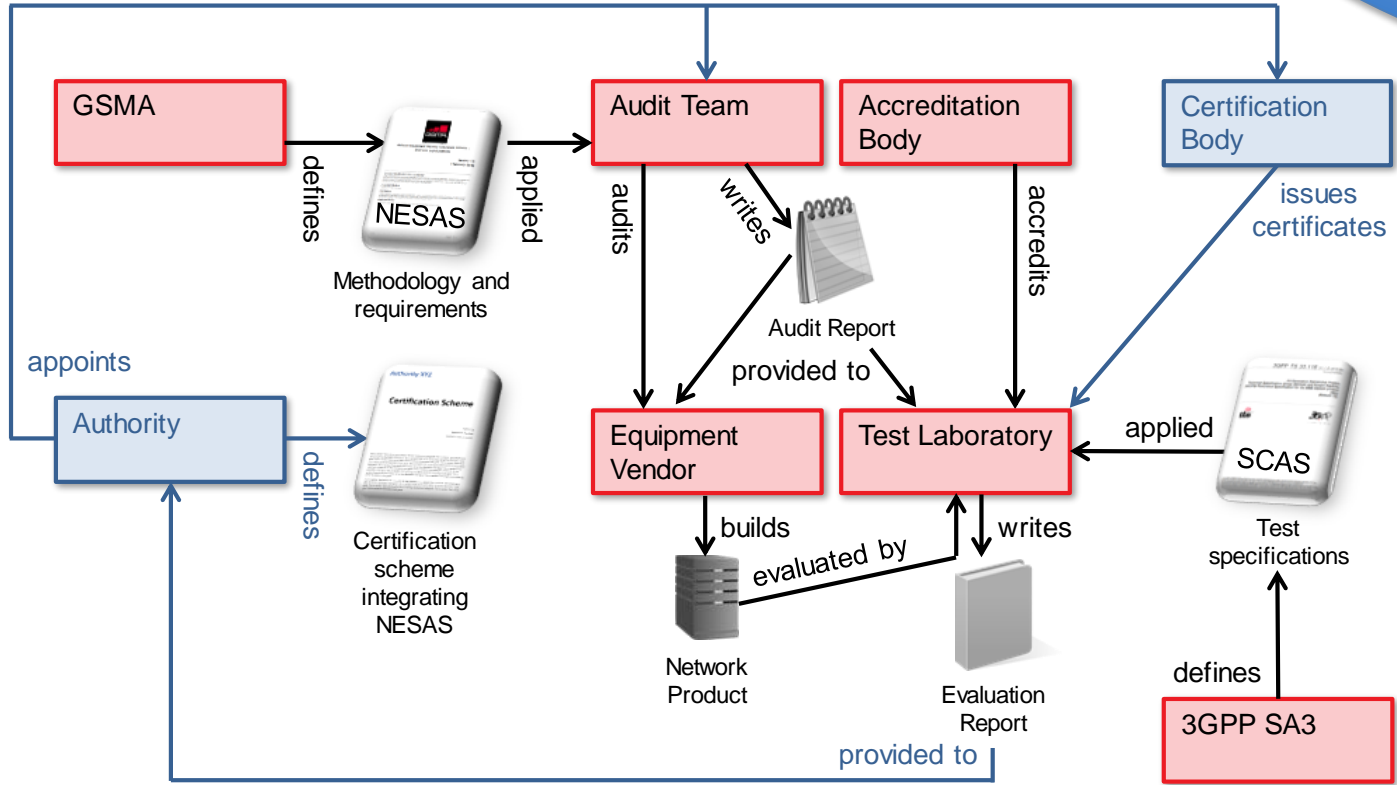 GSMA
Audit Team
Accreditation
Body
Certification
Body
defines
NESAS
applied
audits
writes
accredits
issues
certificates
Methodology and
requirements
Audit Report
provided to
appoints
Authority
defines
Authority XYZ
Certification Scheme
Certification
scheme
integrating
NESAS
Equipment
Vendor
Test Laboratory
applied
SCAS
Test
specifications
builds
evaluated by
writes
Network
Product
Evaluation
Report
defines
3GPP SA3
provided to